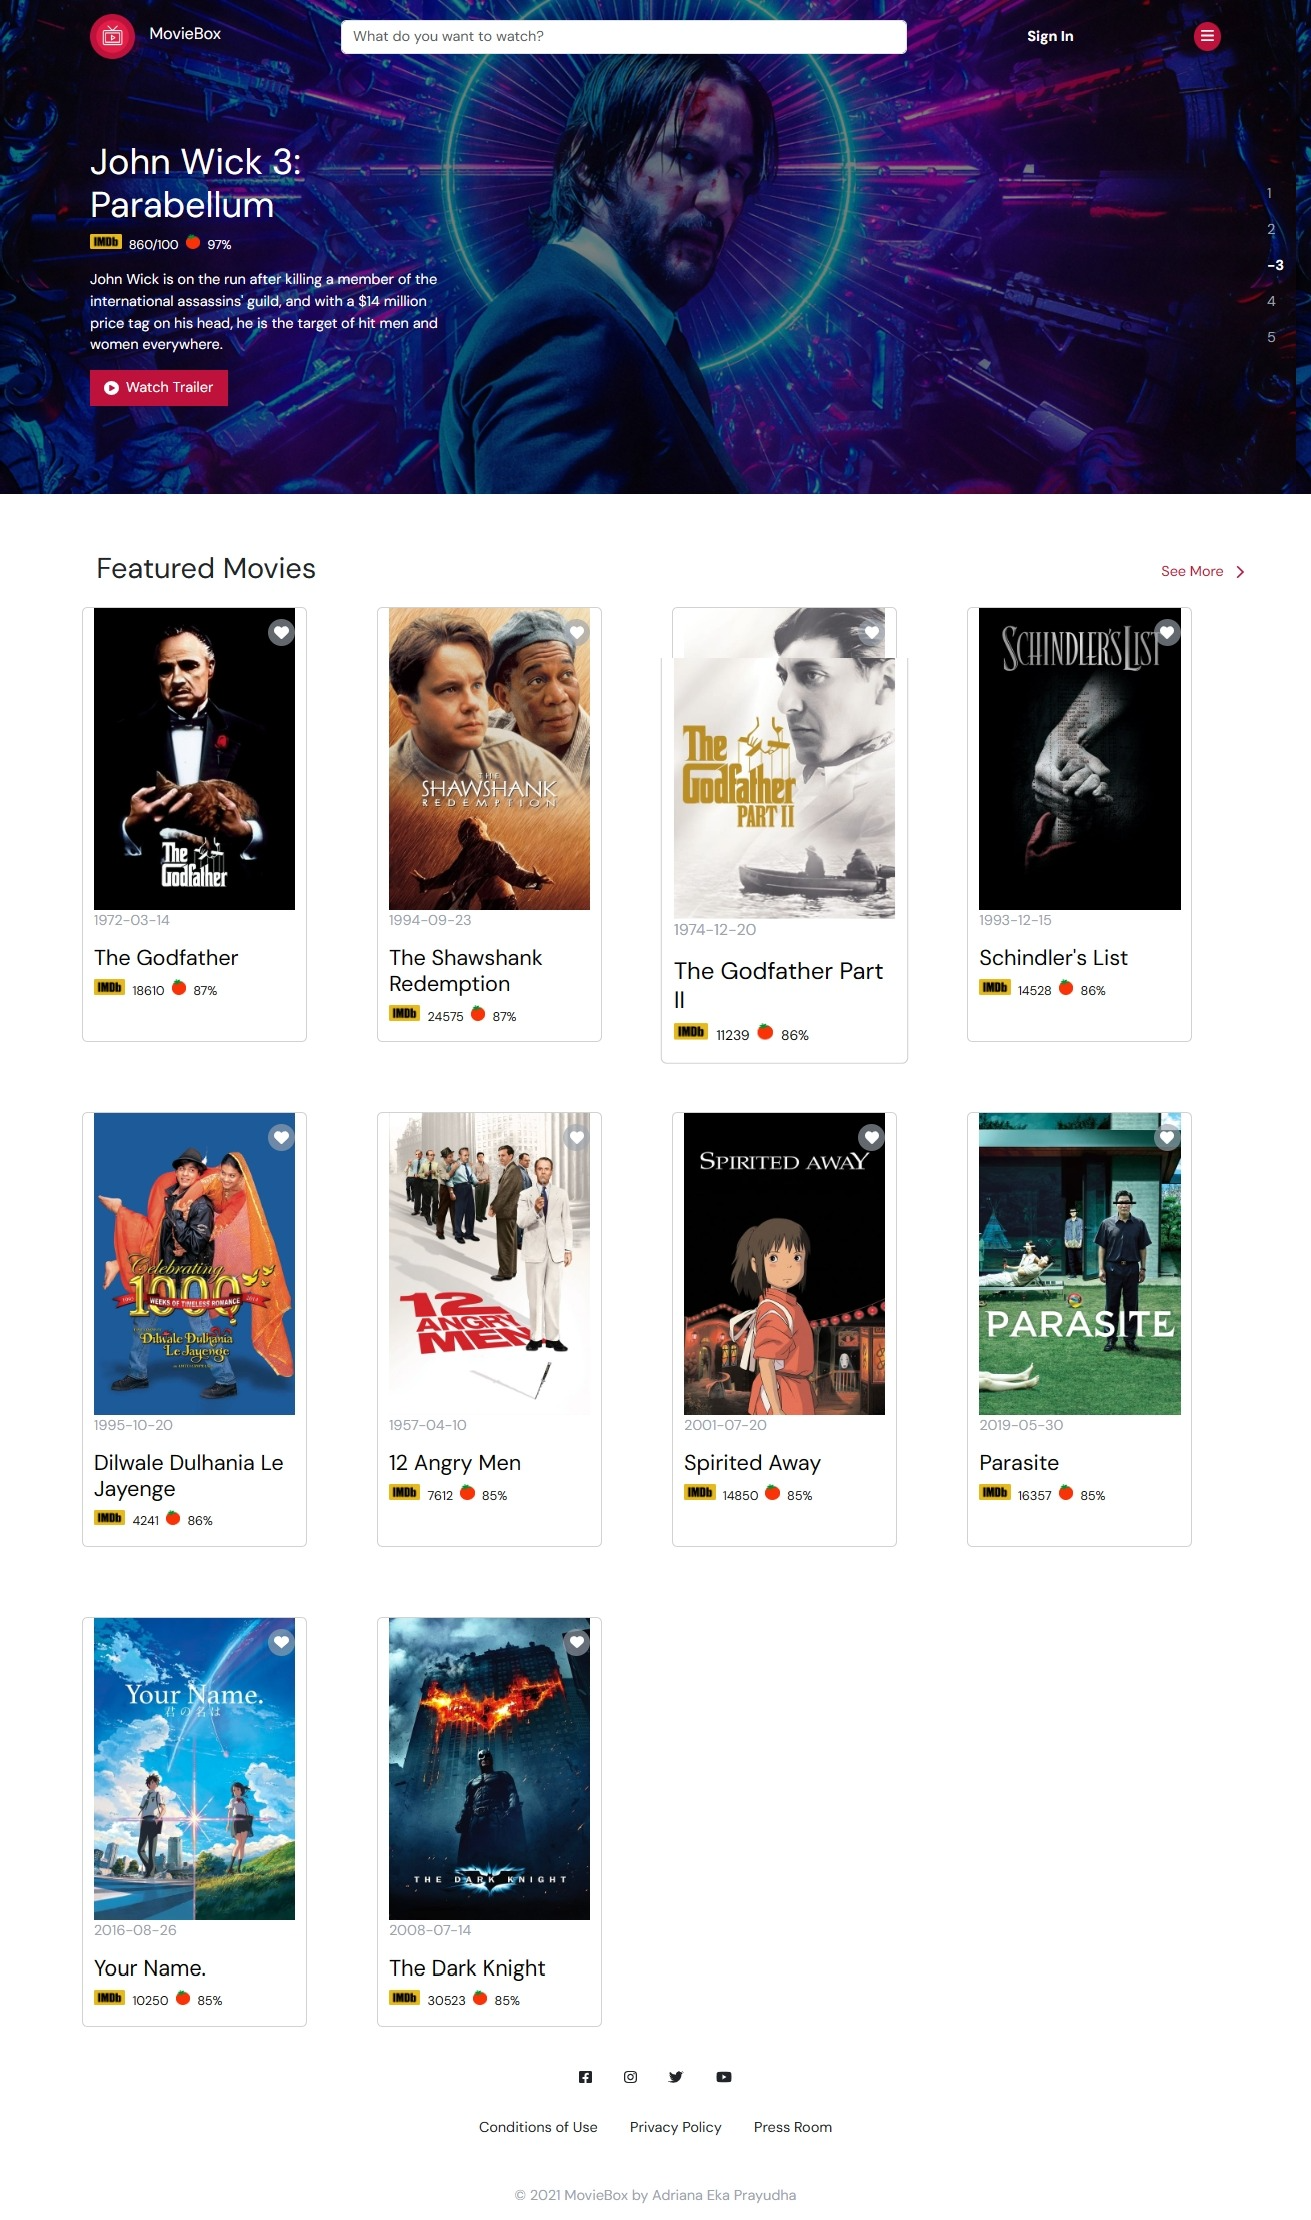 MovieBox
What do you want to watch?
Sign In
John Wick 3:
Parabellum
IMDb 860/100 97%
John Wick is on the run after killing a member of the
international assassins' guild, and with a $14 million
price tag on his head, he is the target of hit men and
women everywhere.
Watch Trailer
1
2
-3
4
5
Featured Movies
See More
The
Godfather
1972-03-14
The Godfather
IMDb 18610 87%
THE
SHAWSHANK
REDEMPTION
1994-09-23
The Shawshank
Redemption
IMDb 24575 87%
The
Godfather
PART II
1974-12-20
The Godfather Part
II
IMDb 11239 86%
SCHINDLER'S LIST
1993-12-15
Schindler's List
IMDb 14528 86%
Celebrating
1000
WEEKS OF TIMELESS ROMANCE
Dilwale Dulhania
Le Jayenge
1995-10-20
Dilwale Dulhania Le
Jayenge
IMDb 4241 86%
12
ANGRY
MEN
1957-04-10
12 Angry Men
IMDb 7612 85%
SPIRITED AWAY
2001-07-20
Spirited Away
IMDb 14850 85%
PARASITE
2019-05-30
Parasite
IMDb 16357 85%
Your Name.
君の名は
2016-08-26
Your Name.
IMDb 10250 85%
THE DARK KNIGHT
2008-07-14
The Dark Knight
IMDb 30523 85%
Conditions of Use Privacy Policy Press Room
© 2021 MovieBox by Adriana Eka Prayudha